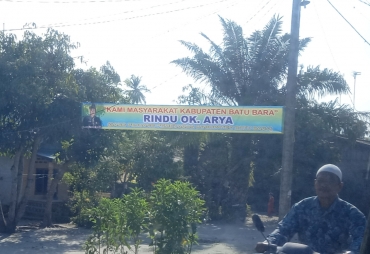 "KAMI MASYARAKAT KABUPATEN BATU BARA"
RINDU OK. ARYA